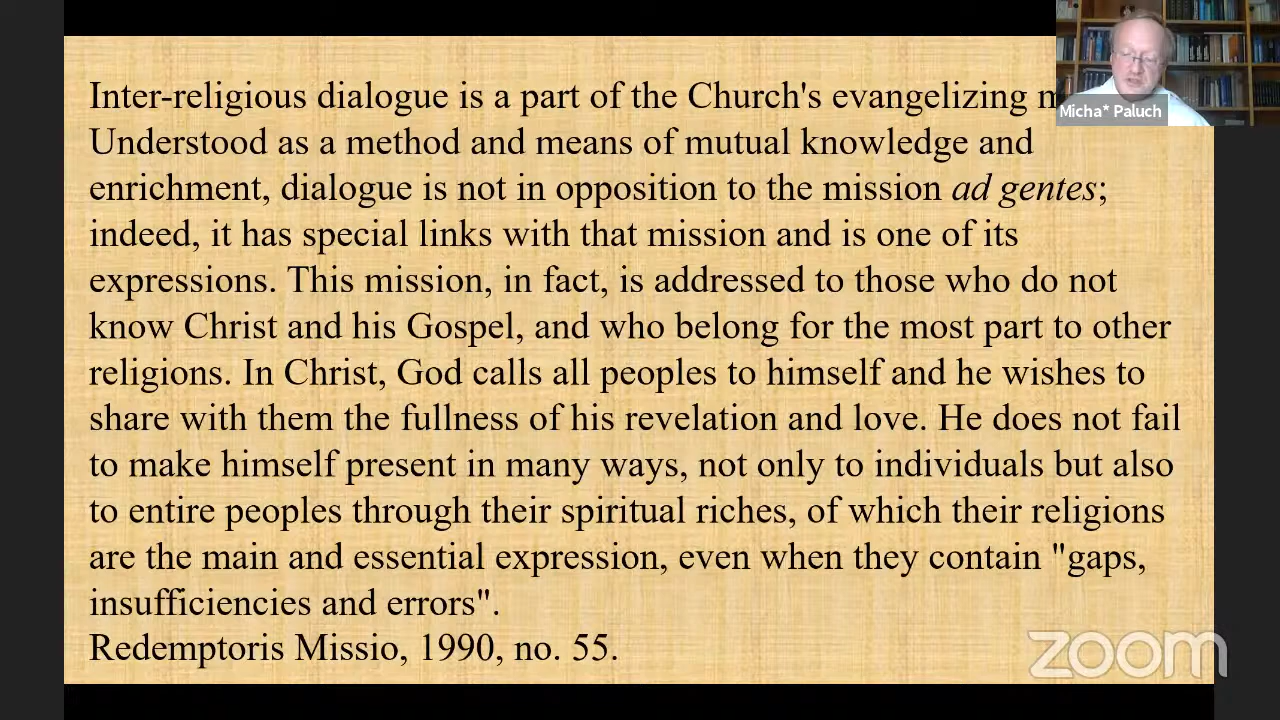 Inter-religious dialogue is a part of the Church's evangelizing
Understood as a method and means of mutual knowledge and
enrichment, dialogue is not in opposition to the mission ad gentes;
indeed, it has special links with that mission and is one of its
expressions. This mission, in fact, is addressed to those who do not
know Christ and his Gospel, and who belong for the most part to other
religions. In Christ, God calls all peoples to himself and he wishes to
share with them the fullness of his revelation and love. He does not fail
to make himself present in many ways, not only to individuals but also
to entire peoples through their spiritual riches, of which their religions
are the main and essential expression, even when they contain "gaps,
insufficiencies and errors".
Redemptoris Missio, 1990, no. 55.
Micha* Paluch
zoom